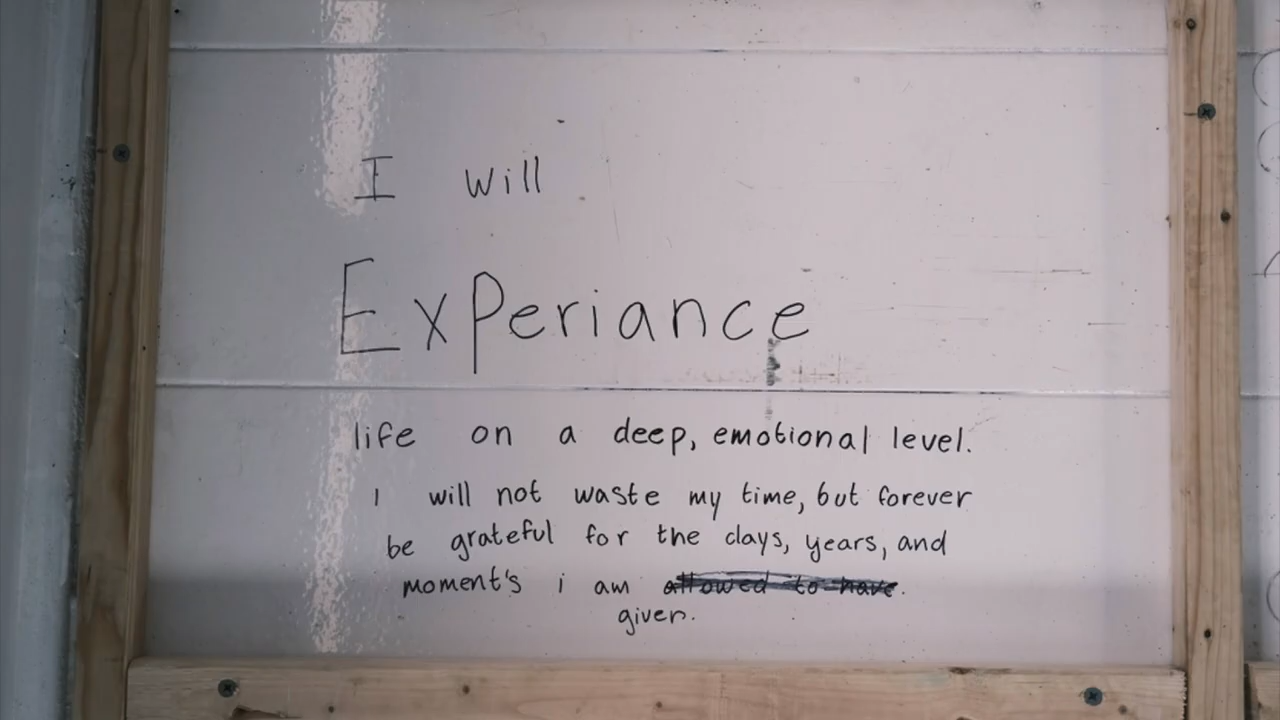 I will
ExPeriance
life on a deep, emotional level.
I will not waste my time, but forever
be grateful for the days, years, and
moment's i am allowed to have.
given.